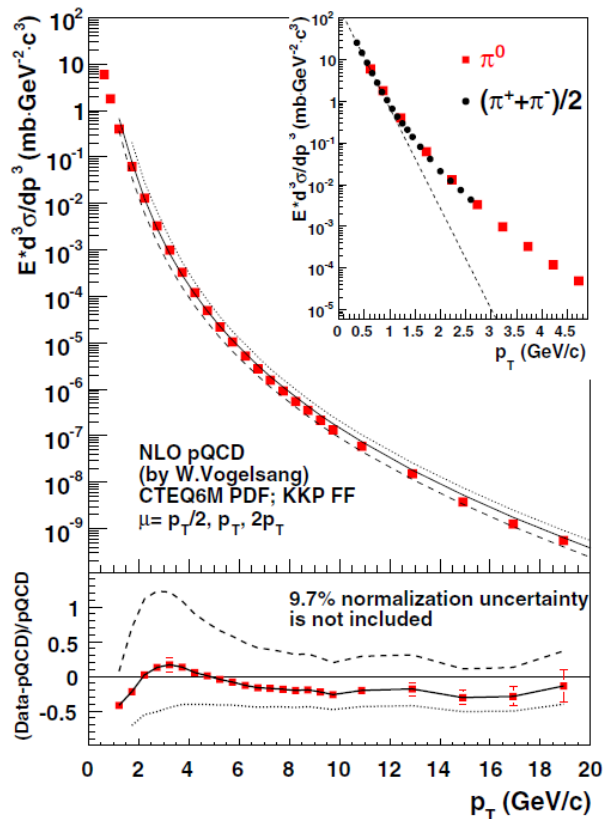 E*d³σ/dp³ (mb·GeV⁻²·c³)
10²
10
1
10⁻¹
10⁻²
10⁻³
10⁻⁴
10⁻⁵
10⁻⁶
10⁻⁷
10⁻⁸
10⁻⁹
E*d³σ/dp³ (mb·GeV⁻²·c³)
10²
10
1
10⁻¹
10⁻²
10⁻³
10⁻⁴
10⁻⁵
π⁰
(π⁺+π⁻)/2
0 0.5 1 1.5 2 2.5 3 3.5 4 4.5
p_T (GeV/c)
NLO pQCD
(by W.Vogelsang)
CTEQ6M PDF; KKP FF
μ= p_T/2, p_T, 2p_T
(Data-pQCD)/pQCD
1
0.5
0
-0.5
9.7% normalization uncertainty
is not included
0 2 4 6 8 10 12 14 16 18 20
p_T (GeV/c)